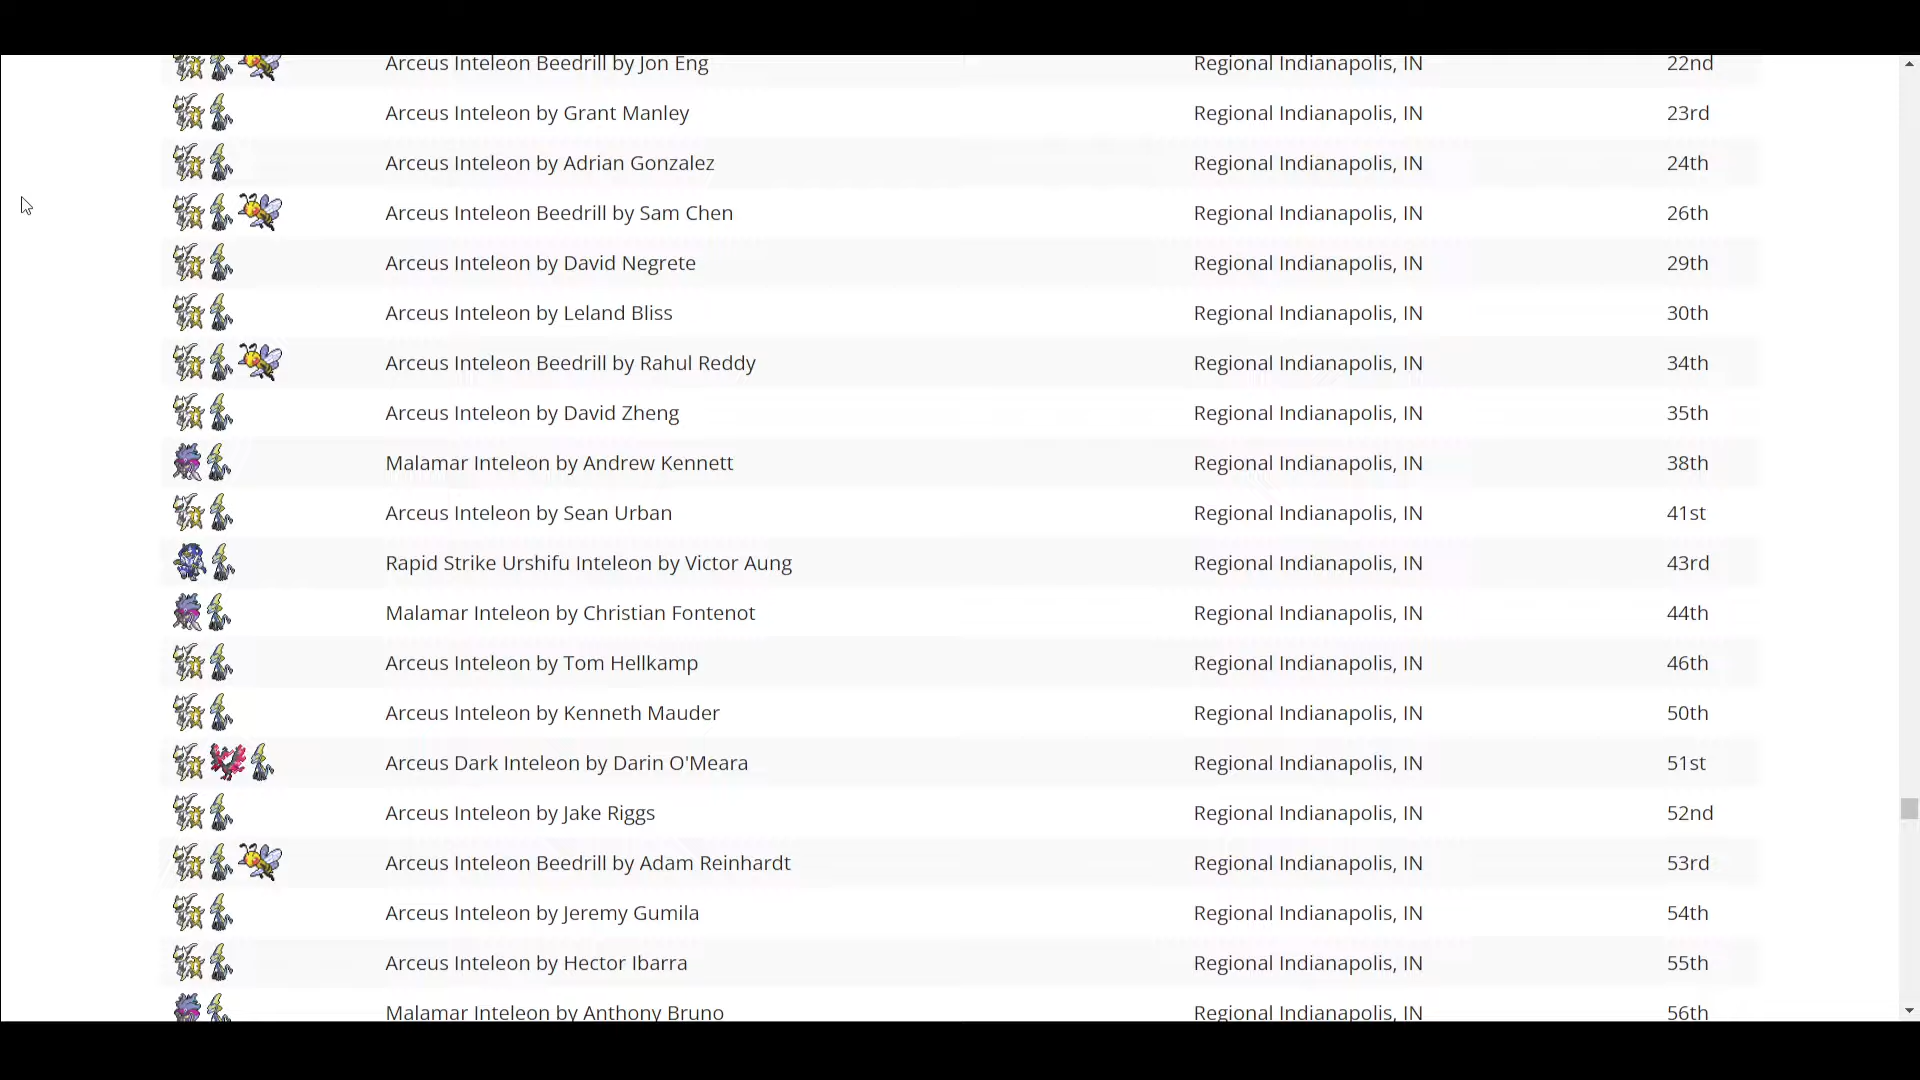 Arceus Inteleon Beedrill by Jon Eng Regional Indianapolis, IN 22nd
Arceus Inteleon by Grant Manley Regional Indianapolis, IN 23rd
Arceus Inteleon by Adrian Gonzalez Regional Indianapolis, IN 24th
Arceus Inteleon Beedrill by Sam Chen Regional Indianapolis, IN 26th
Arceus Inteleon by David Negrete Regional Indianapolis, IN 29th
Arceus Inteleon by Leland Bliss Regional Indianapolis, IN 30th
Arceus Inteleon Beedrill by Rahul Reddy Regional Indianapolis, IN 34th
Arceus Inteleon by David Zheng Regional Indianapolis, IN 35th
Malamar Inteleon by Andrew Kennett Regional Indianapolis, IN 38th
Arceus Inteleon by Sean Urban Regional Indianapolis, IN 41st
Rapid Strike Urshifu Inteleon by Victor Aung Regional Indianapolis, IN 43rd
Malamar Inteleon by Christian Fontenot Regional Indianapolis, IN 44th
Arceus Inteleon by Tom Hellkamp Regional Indianapolis, IN 46th
Arceus Inteleon by Kenneth Mauder Regional Indianapolis, IN 50th
Arceus Dark Inteleon by Darin O'Meara Regional Indianapolis, IN 51st
Arceus Inteleon by Jake Riggs Regional Indianapolis, IN 52nd
Arceus Inteleon Beedrill by Adam Reinhardt Regional Indianapolis, IN 53rd
Arceus Inteleon by Jeremy Gumila Regional Indianapolis, IN 54th
Arceus Inteleon by Hector Ibarra Regional Indianapolis, IN 55th
Malamar Inteleon by Anthony Bruno Regional Indianapolis, IN 56th